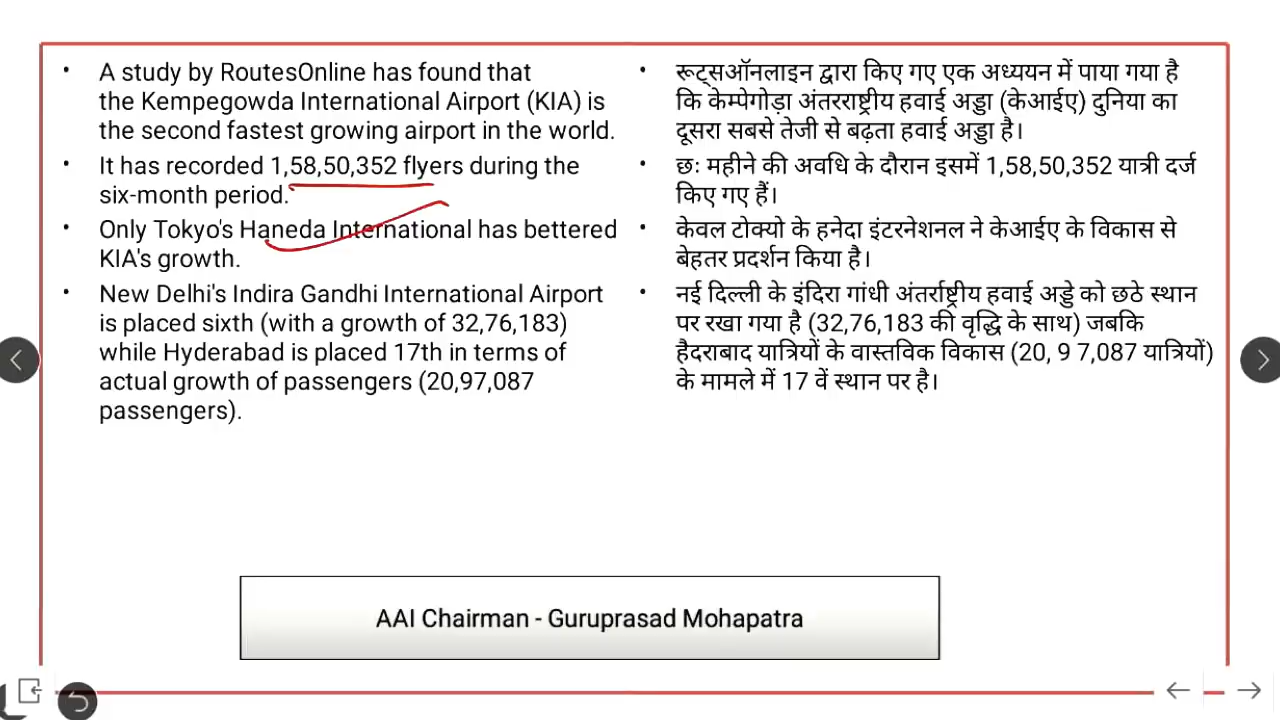 • A study by RoutesOnline has found that
the Kempegowda International Airport (KIA) is
the second fastest growing airport in the world.
• It has recorded 1,58,50,352 flyers during the
six-month period.
• Only Tokyo's Haneda International has bettered
KIA's growth.
• New Delhi's Indira Gandhi International Airport
is placed sixth (with a growth of 32,76,183)
while Hyderabad is placed 17th in terms of
actual growth of passengers (20,97,087
passengers).
• रूट्सऑनलाइन द्वारा किए गए एक अध्ययन में पाया गया है
कि केम्पेगोड़ा अंतरराष्ट्रीय हवाई अड्डा (केआईए) दुनिया का
दूसरा सबसे तेजी से बढ़ता हवाई अड्डा है।
• छः महीने की अवधि के दौरान इसमें 1,58,50,352 यात्री दर्ज
किए गए हैं।
• केवल टोक्यो के हनेदा इंटरनेशनल ने केआईए के विकास से
बेहतर प्रदर्शन किया है।
• नई दिल्ली के इंदिरा गांधी अंतर्राष्ट्रीय हवाई अड्डे को छठे स्थान
पर रखा गया है (32,76,183 की वृद्धि के साथ) जबकि
हैदराबाद यात्रियों के वास्तविक विकास (20, 9 7,087 यात्रियों)
के मामले में 17 वें स्थान पर है।
AAI Chairman - Guruprasad Mohapatra